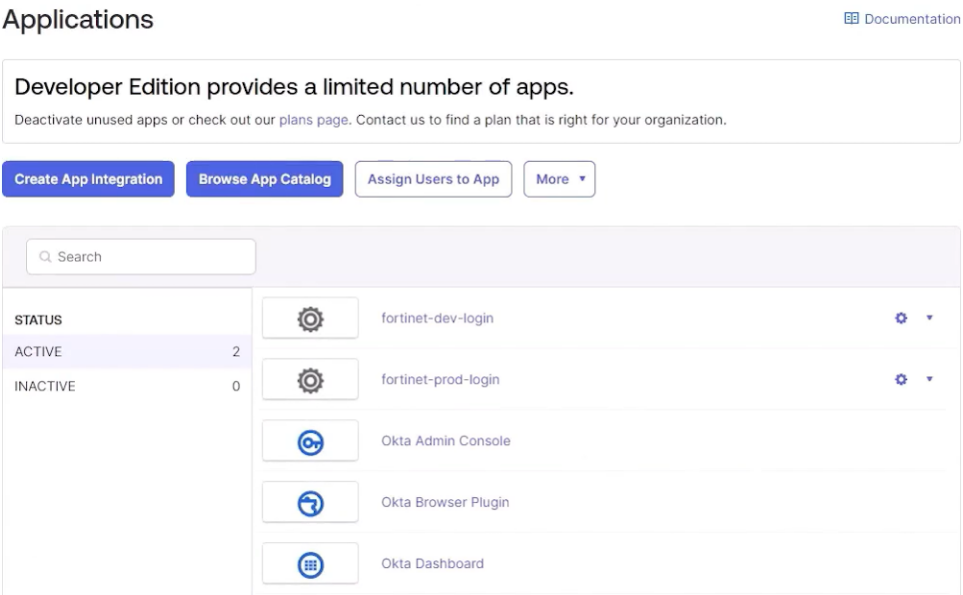 Applications
Documentation
Developer Edition provides a limited number of apps.
Deactivate unused apps or check out our plans page. Contact us to find a plan that is right for your organization.
Create App Integration
Browse App Catalog
Assign Users to App
More
Search
STATUS
ACTIVE 2
INACTIVE 0
fortinet-dev-login
fortinet-prod-login
Okta Admin Console
Okta Browser Plugin
Okta Dashboard